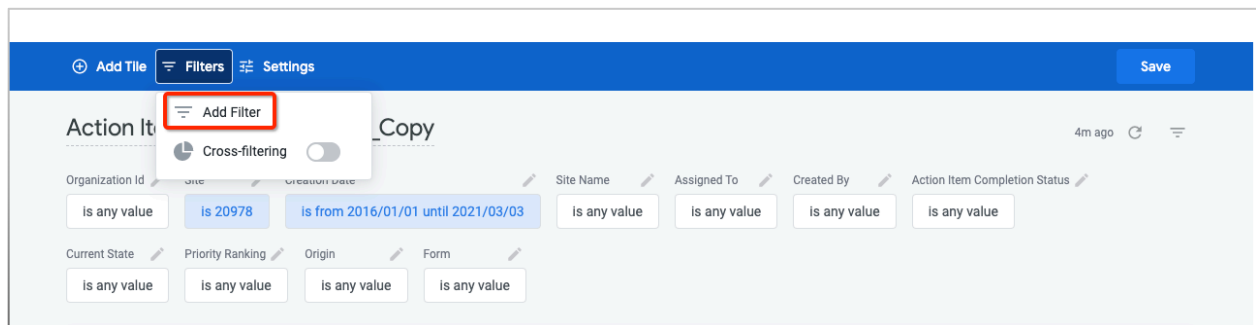 Add Tile Filters Settings Save
Add Filter
Action It _Copy 4m ago
Cross-filtering
Organization Id Site Creation Date Site Name Assigned To Created By Action Item Completion Status
is any value is 20978 is from 2016/01/01 until 2021/03/03 is any value is any value is any value is any value
Current State Priority Ranking Origin Form
is any value is any value is any value is any value